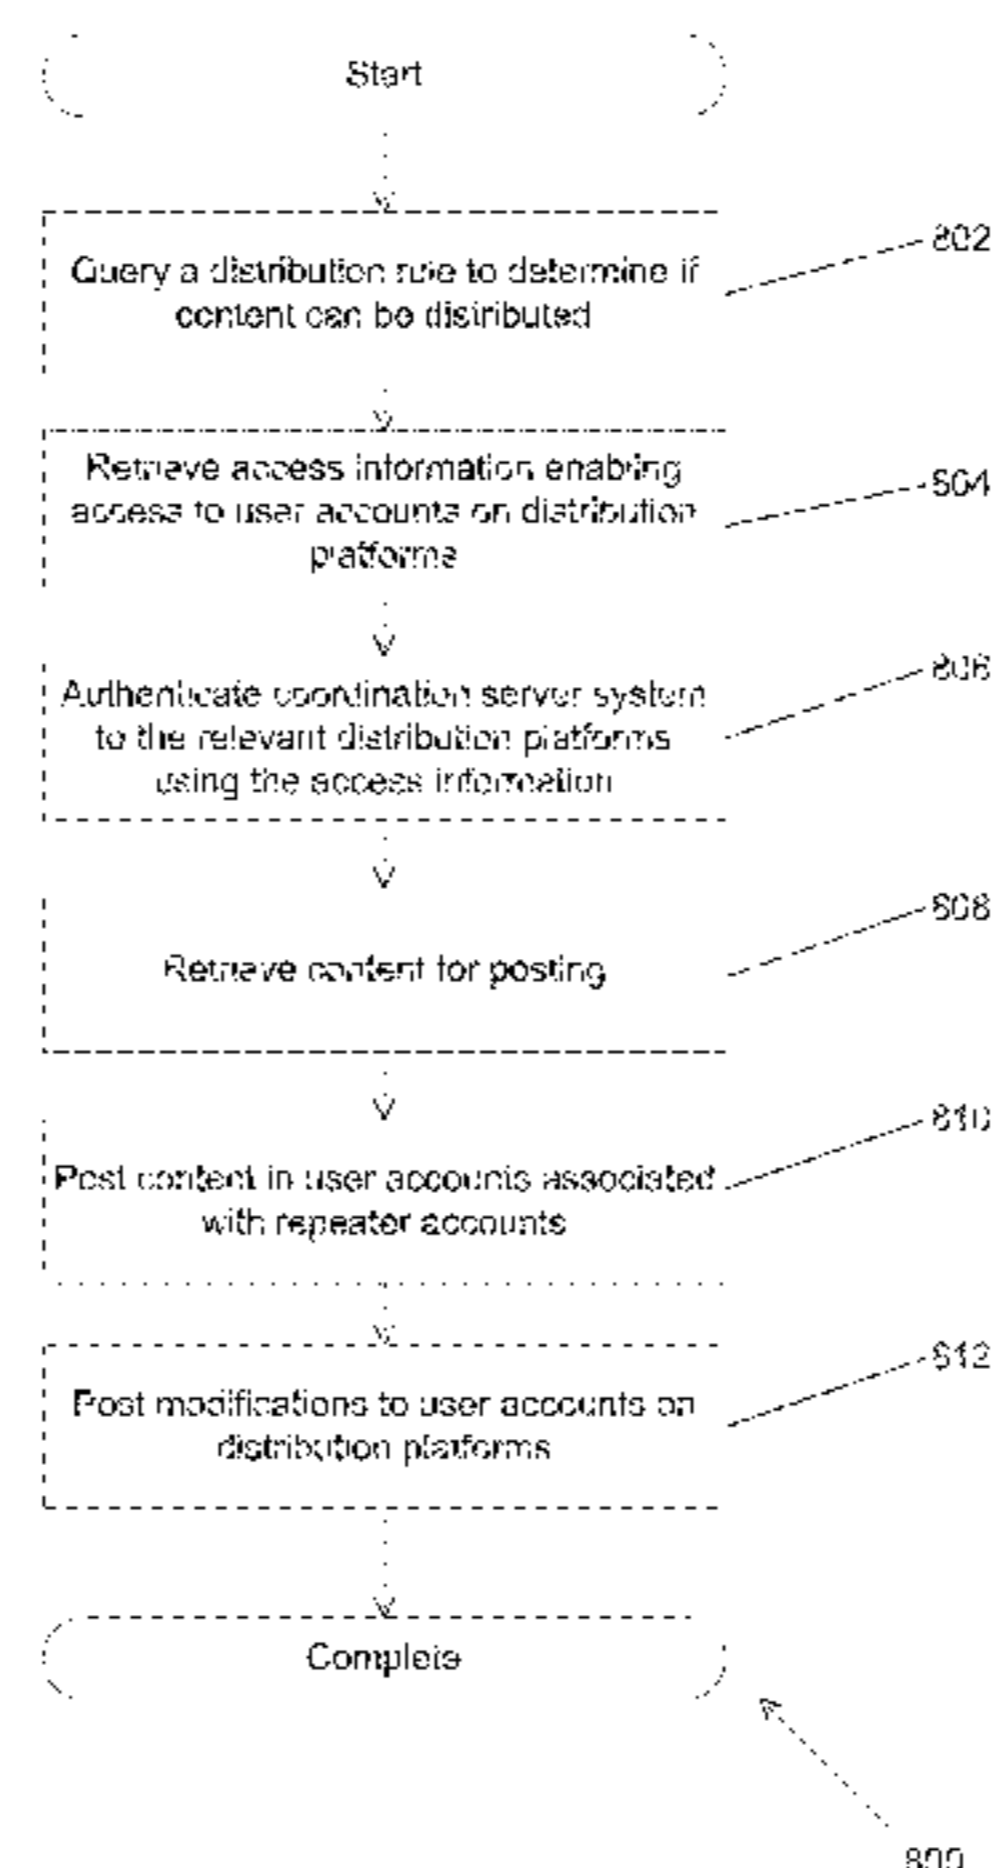 Start
Query a distribution rule to determine if
content can be distributed
802
Retrieve access information enabling
access to user accounts on distribution
platforms
804
Authenticate coordination server system
to the relevant distribution platforms
using the access information
806
Retrieve content for posting
808
Post content in user accounts associated
with repeater accounts
810
Post modifications to user accounts on
distribution platforms
812
Complete
800